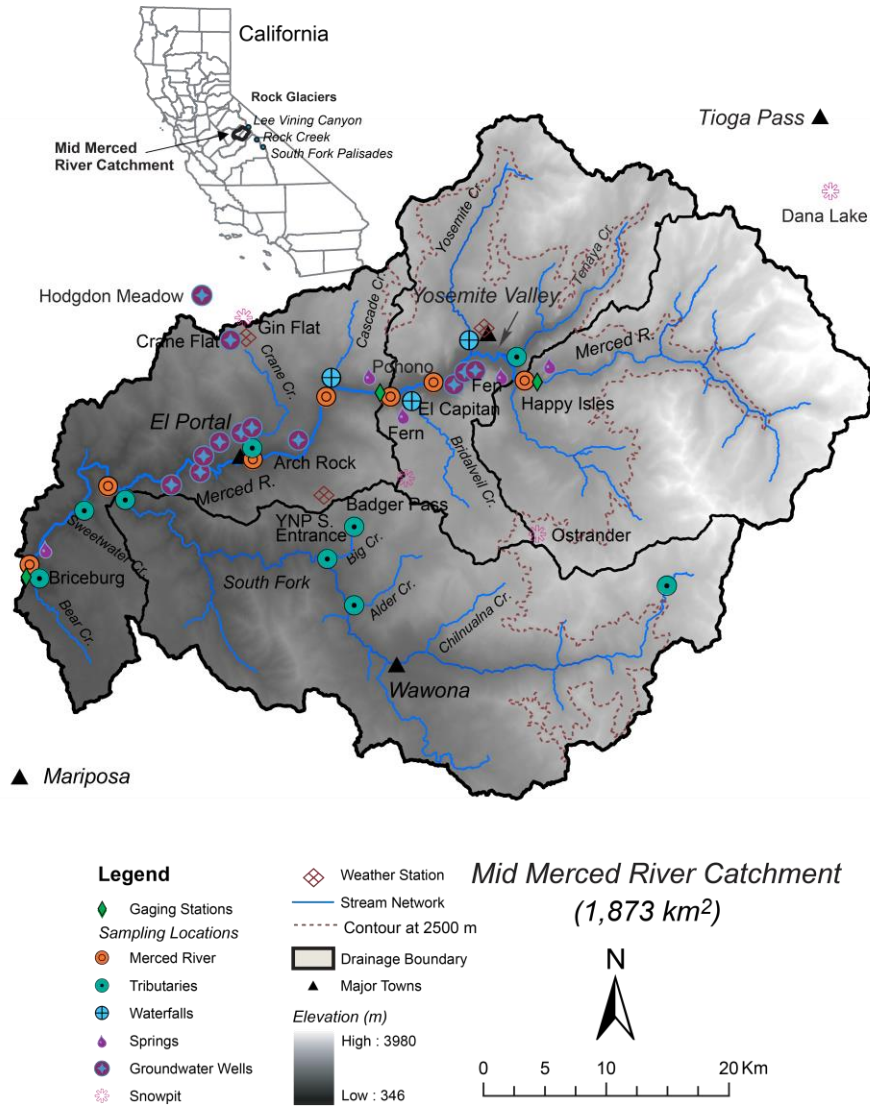 California
Rock Glaciers
Lee Vining Canyon
Rock Creek
South Fork Palisades
Mid Merced
River Catchment
Tioga Pass
Dana Lake
Yosemite Cr.
Tenaya Cr.
Hodgdon Meadow
Cascade Cr.
Yosemite Valley
Gin Flat
Crane Flat
Crane Cr.
Merced R.
Pohono
Fen
El Capitan
Happy Isles
El Portal
Fern
Arch Rock
Bridalveil Cr.
Merced R.
Badger Pass
YNP S.
Entrance
Ostrander
Sweetwater Cr.
Big Cr.
South Fork
Briceburg
Alder Cr.
Chilnualna Cr.
Bear Cr.
Wawona
Mariposa
Legend
Gaging Stations
Sampling Locations
Merced River
Tributaries
Waterfalls
Springs
Groundwater Wells
Snowpit
Weather Station
Stream Network
Contour at 2500 m
Drainage Boundary
Major Towns
Elevation (m)
High : 3980
Low : 346
Mid Merced River Catchment
(1,873 km²)
N
0 5 10 20 Km